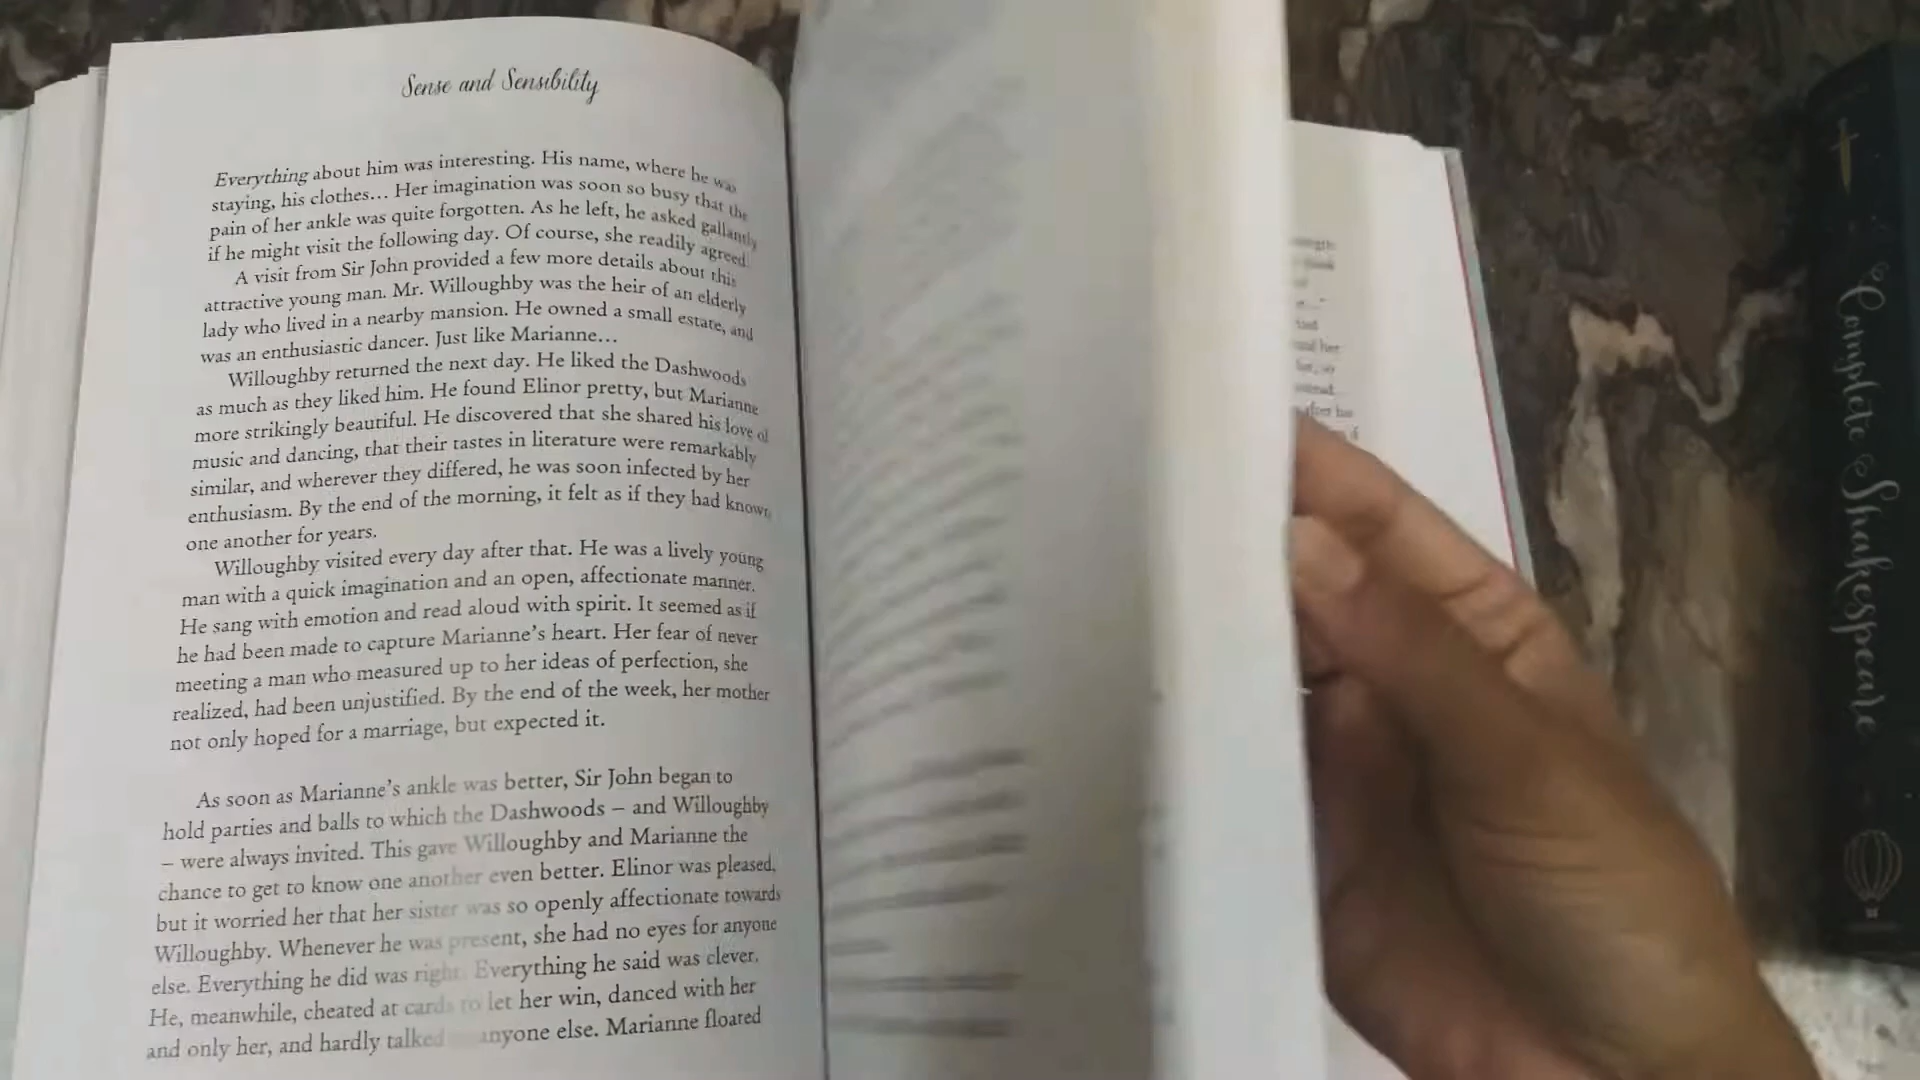 Sense and Sensibility
Everything about him was interesting. His name, where he was
staying, his clothes... Her imagination was soon so busy that the
pain of her ankle was quite forgotten. As he left, he asked gallantly
if he might visit the following day. Of course, she readily agreed.
A visit from Sir John provided a few more details about this
attractive young man. Mr. Willoughby was the heir of an elderly
lady who lived in a nearby mansion. He owned a small estate, and
was an enthusiastic dancer. Just like Marianne...
Willoughby returned the next day. He liked the Dashwoods
as much as they liked him. He found Elinor pretty, but Marianne
more strikingly beautiful. He discovered that she shared his love of
music and dancing, that their tastes in literature were remarkably
similar, and wherever they differed, he was soon infected by her
enthusiasm. By the end of the morning, it felt as if they had known
one another for years.
Willoughby visited every day after that. He was a lively young
man with a quick imagination and an open, affectionate manner.
He sang with emotion and read aloud with spirit. It seemed as if
he had been made to capture Marianne's heart. Her fear of never
meeting a man who measured up to her ideas of perfection, she
realized, had been unjustified. By the end of the week, her mother
not only hoped for a marriage, but expected it.
As soon as Marianne's ankle was better, Sir John began to
hold parties and balls to which the Dashwoods – and Willoughby
– were always invited. This gave Willoughby and Marianne the
chance to get to know one another even better. Elinor was pleased,
but it worried her that her sister was so openly affectionate towards
Willoughby. Whenever he was present, she had no eyes for anyone
else. Everything he did was right. Everything he said was clever.
He, meanwhile, cheated at cards to let her win, danced with her
and only her, and hardly talked anyone else. Marianne floated
Complete Shakespeare